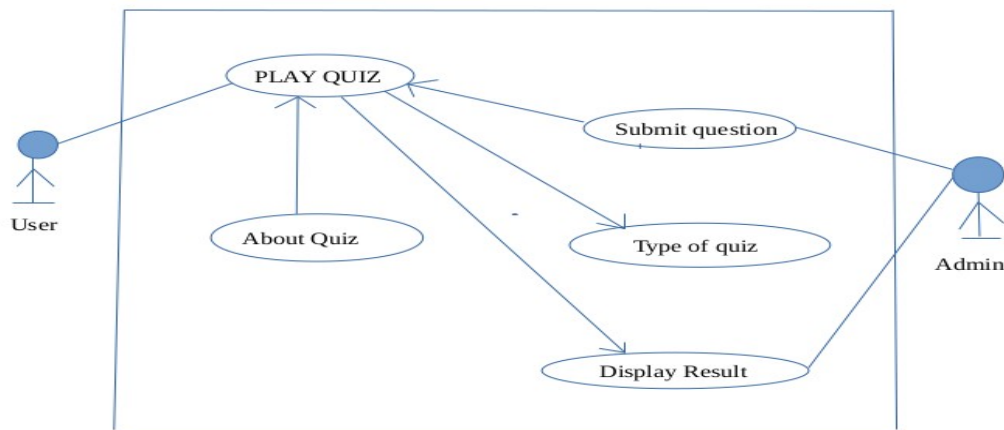 PLAY QUIZ
Submit question
User
About Quiz
Type of quiz
Admin
Display Result